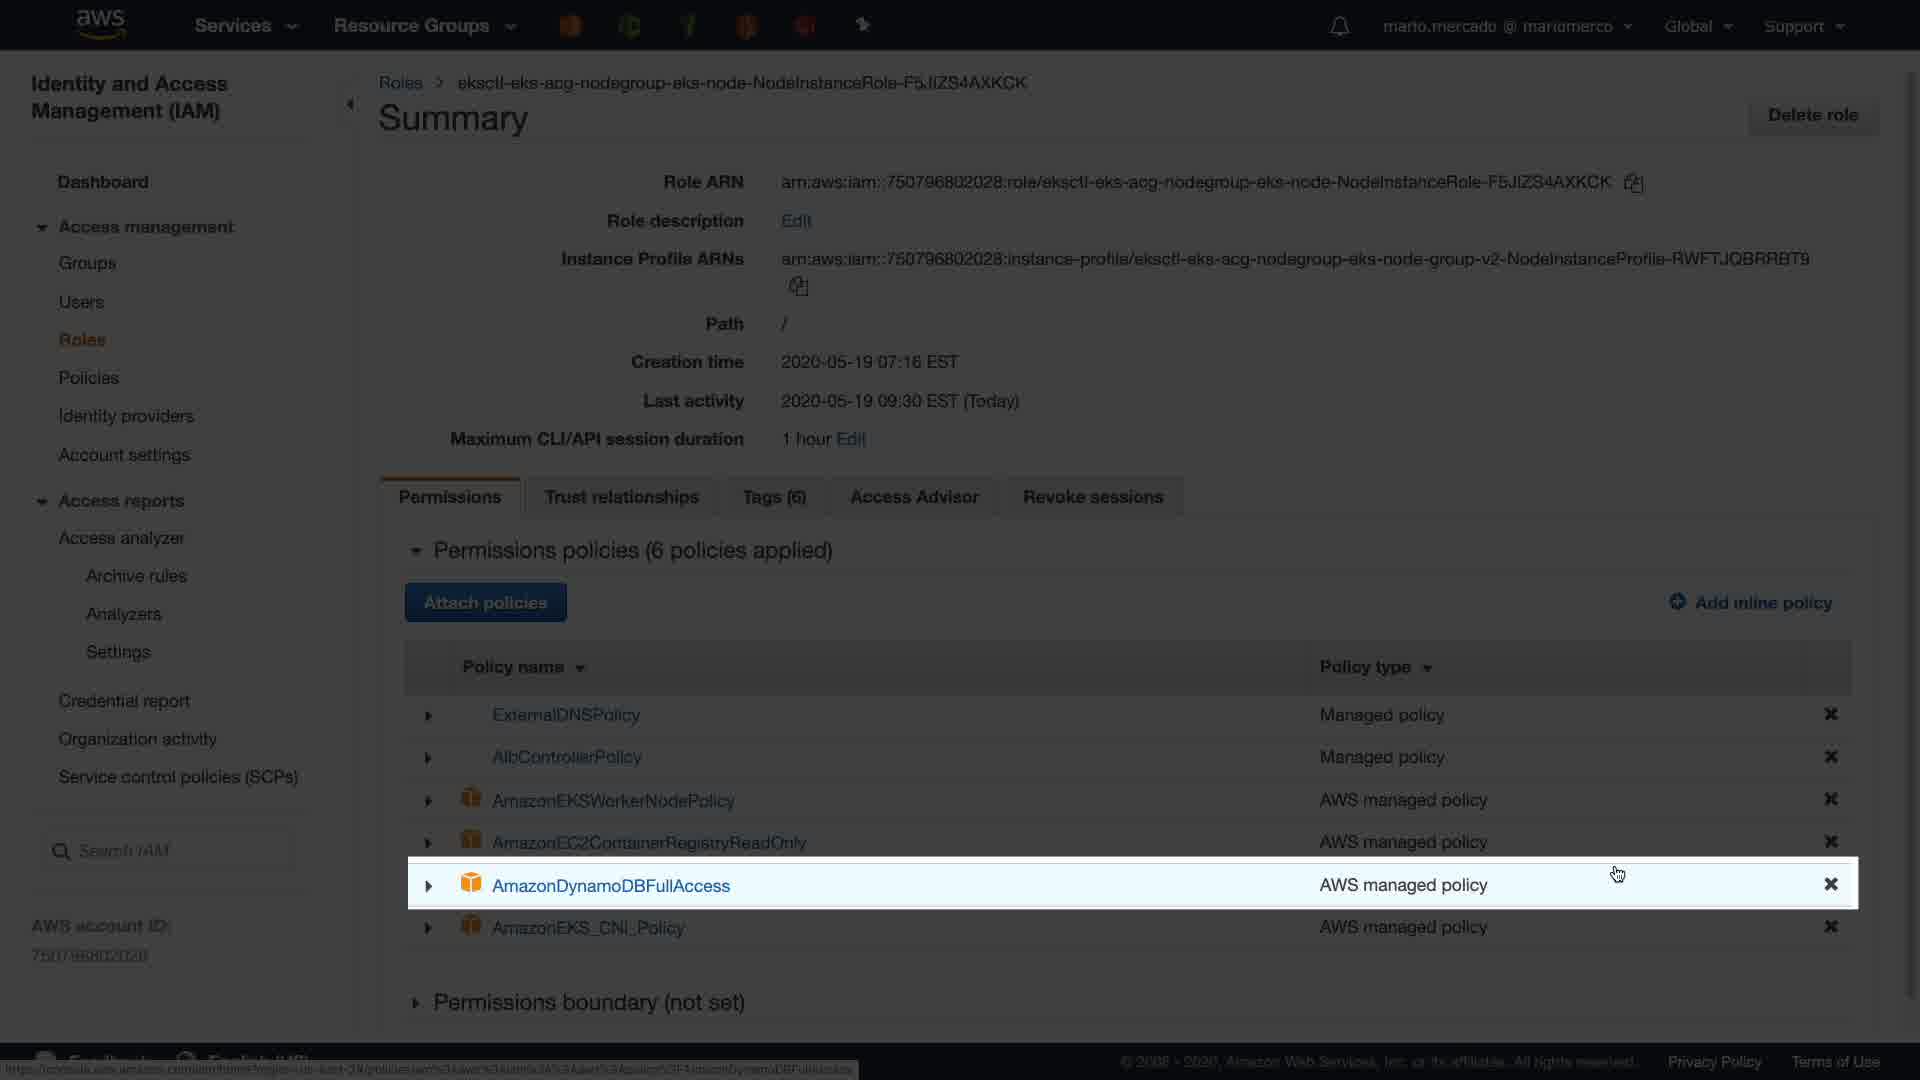 aws Services Resource Groups mario.mercado @ mariomerco Global Support
Identity and Access
Management (IAM)
Dashboard
Access management
Groups
Users
Roles
Policies
Identity providers
Account settings
Access reports
Access analyzer
Archive rules
Analyzers
Settings
Credential report
Organization activity
Service control policies (SCPs)
Search IAM
AWS account ID:
750796802028
Roles > eksctl-eks-acg-nodegroup-eks-node-NodeInstanceRole-F5JIZS4AXKCK
Summary
Delete role
Role ARN arn:aws:iam::750796802028:role/eksctl-eks-acg-nodegroup-eks-node-NodeInstanceRole-F5JIZS4AXKCK
Role description Edit
Instance Profile ARNs arn:aws:iam::750796802028:instance-profile/eksctl-eks-acg-nodegroup-eks-node-group-v2-NodeInstanceProfile-RWFTJQBRRBT9
Path /
Creation time 2020-05-19 07:16 EST
Last activity 2020-05-19 09:30 EST (Today)
Maximum CLI/API session duration 1 hour Edit
Permissions Trust relationships Tags (6) Access Advisor Revoke sessions
Permissions policies (6 policies applied)
Attach policies Add inline policy
Policy name Policy type
ExternalDNSPolicy Managed policy
AlbControllerPolicy Managed policy
AmazonEKSWorkerNodePolicy AWS managed policy
AmazonEC2ContainerRegistryReadOnly AWS managed policy
AmazonDynamoDBFullAccess AWS managed policy
AmazonEKS_CNI_Policy AWS managed policy
Permissions boundary (not set)
Feedback English (US)
© 2008 - 2020, Amazon Web Services, Inc. or its affiliates. All rights reserved. Privacy Policy Terms of Use